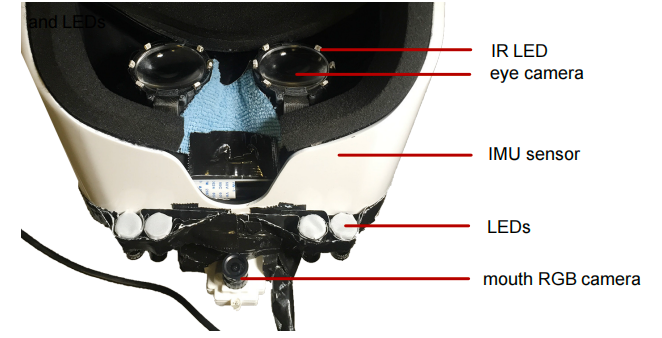 and LEDs
IR LED
eye camera
IMU sensor
LEDs
mouth RGB camera